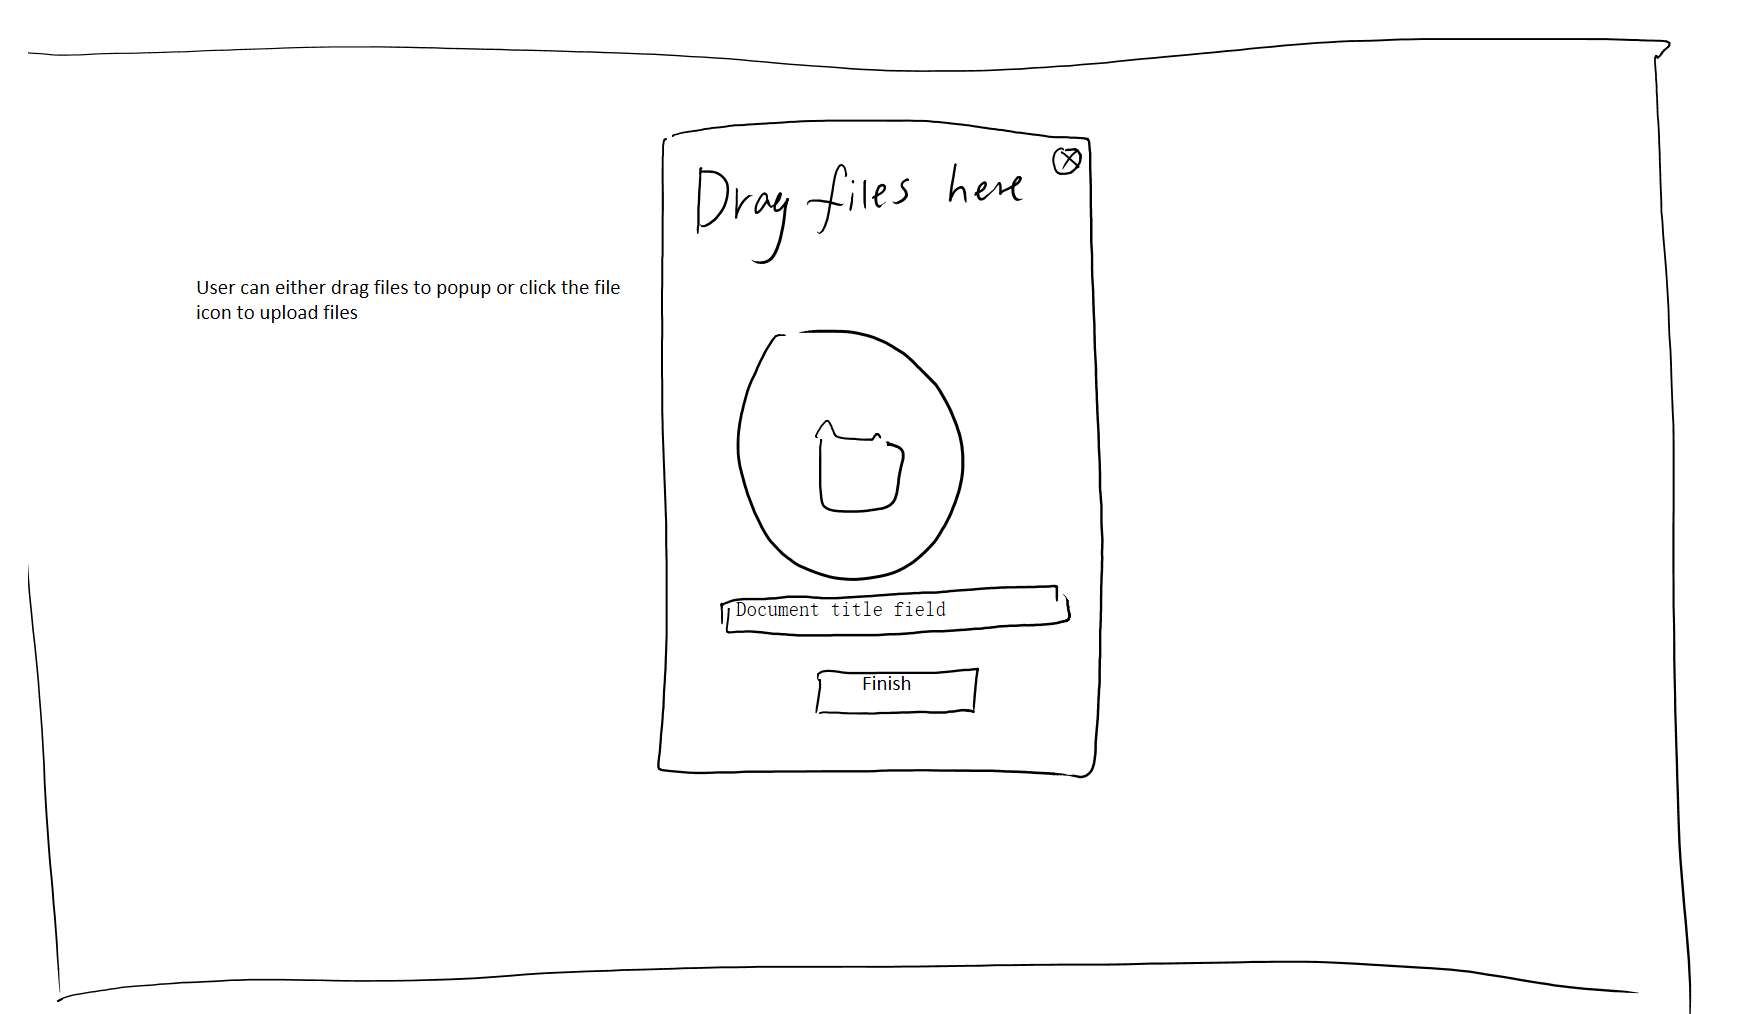 Drag files here
User can either drag files to popup or click the file
icon to upload files
Document title field
Finish